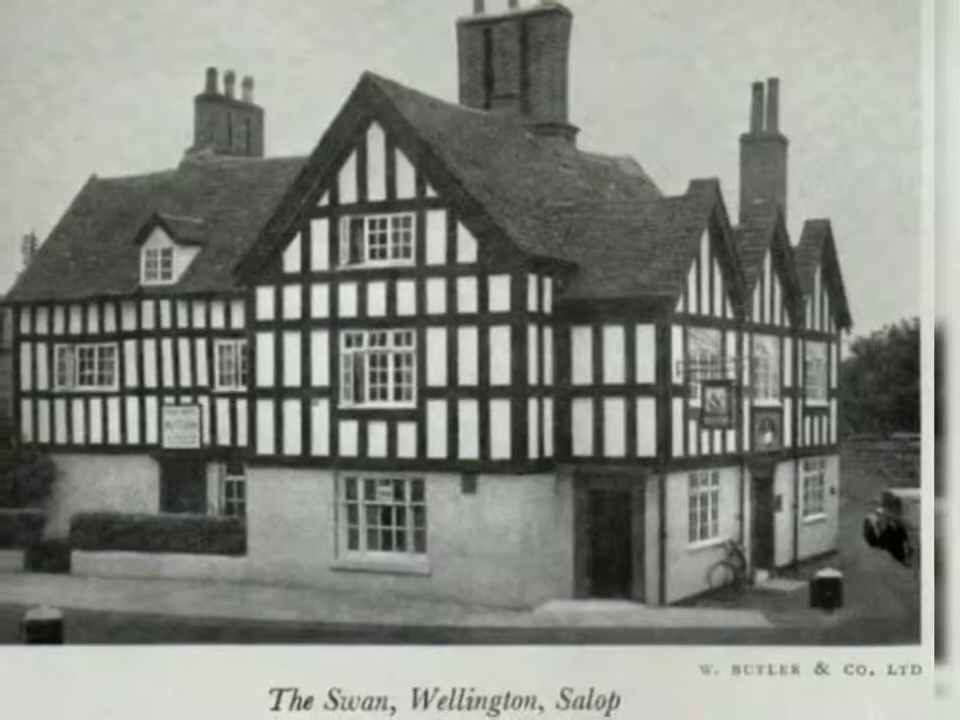 W. BUTLER & CO. LTD
The Swan, Wellington, Salop